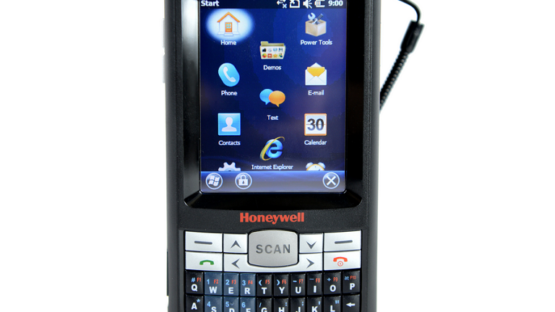 Start 9:00
Home
Power Tools
Demos
Phone
E-mail
Text
30
Contacts
Calendar
Internet Explorer
Honeywell
SCAN
Q W E R T Y U I O P
A S D F G H J K L